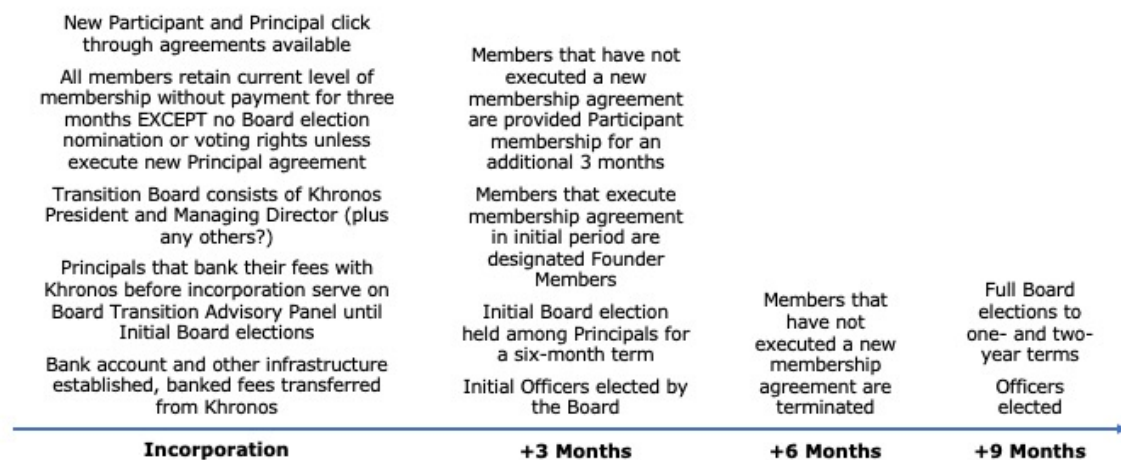 New Participant and Principal click
through agreements available
All members retain current level of
membership without payment for three
months EXCEPT no Board election
nomination or voting rights unless
execute new Principal agreement
Transition Board consists of Khronos
President and Managing Director (plus
any others?)
Principals that bank their fees with
Khronos before incorporation serve on
Board Transition Advisory Panel until
Initial Board elections
Bank account and other infrastructure
established, banked fees transferred
from Khronos
Incorporation
Members that have not
executed a new
membership agreement
are provided Participant
membership for an
additional 3 months
Members that execute
membership agreement
in initial period are
designated Founder
Members
Initial Board election
held among Principals for
a six-month term
Initial Officers elected by
the Board
+3 Months
Members that
have not
executed a new
membership
agreement are
terminated
+6 Months
Full Board
elections to
one- and two-
year terms
Officers
elected
+9 Months